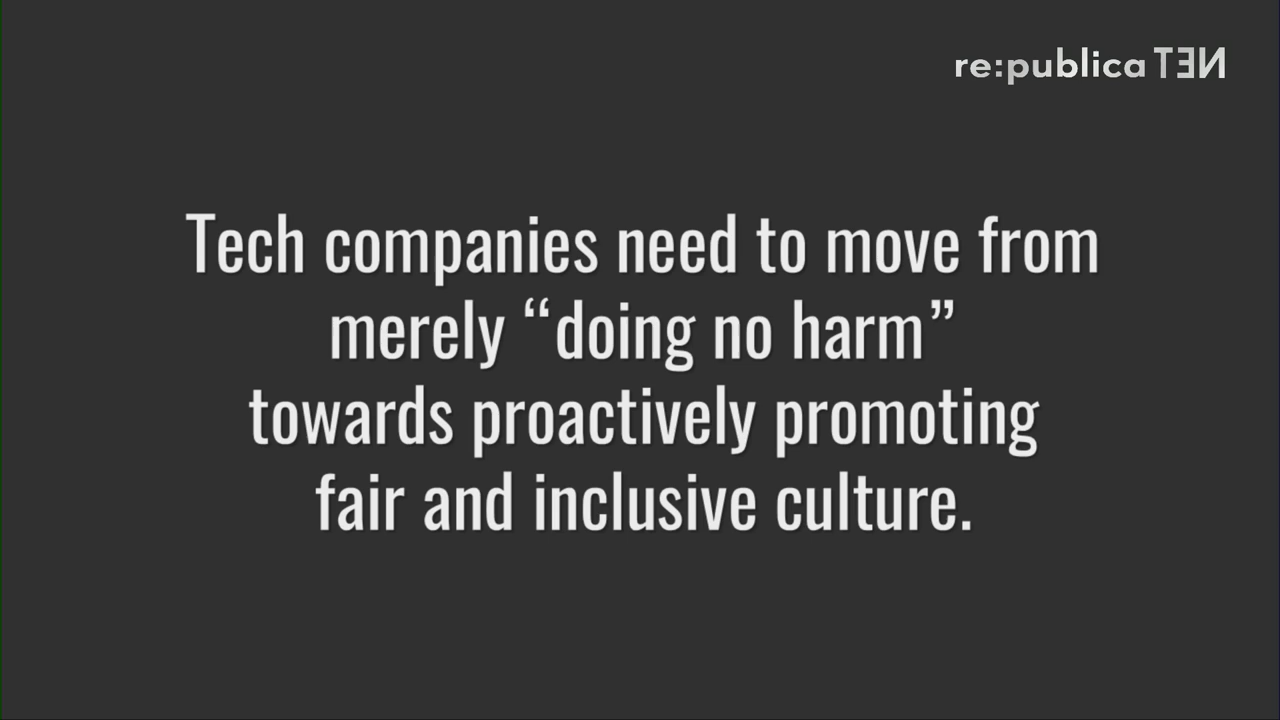 re:publica TEN
Tech companies need to move from
merely “doing no harm”
towards proactively promoting
fair and inclusive culture.